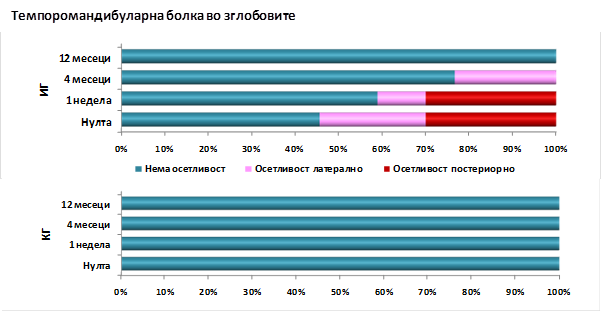 Темпоромандибуларна болка во зглобовите
ИГ
12 месеци
4 месеци
1 недела
Нулта
0% 10% 20% 30% 40% 50% 60% 70% 80% 90% 100%
Нема осетливост Осетливост латерално Осетливост постериорно
КГ
12 месеци
4 месеци
1 недела
Нулта
0% 10% 20% 30% 40% 50% 60% 70% 80% 90% 100%